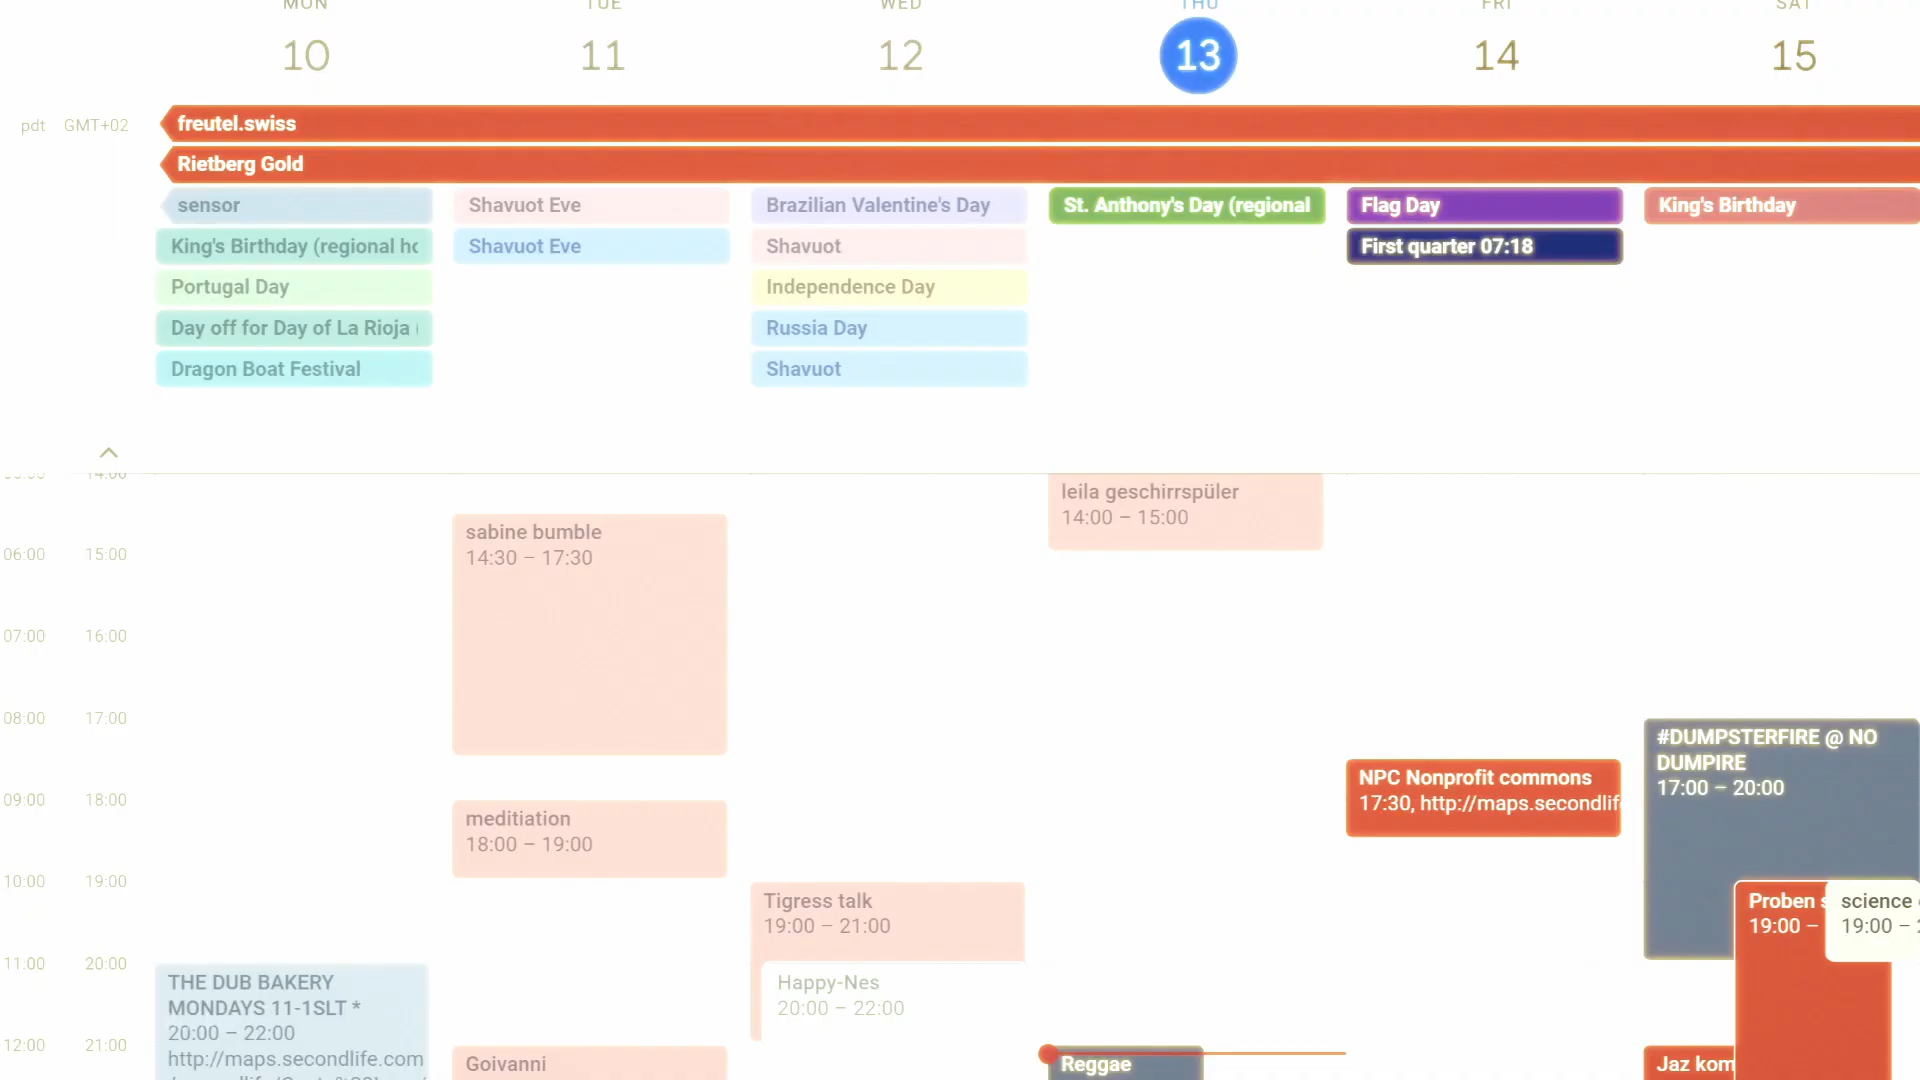 MON TUE WED THU FRI SAT
10 11 12 13 14 15
pdt GMT+02
freutel.swiss
Rietberg Gold
sensor
Shavuot Eve
Brazilian Valentine's Day
St. Anthony's Day (regional
Flag Day
King's Birthday
King's Birthday (regional hc
Shavuot Eve
Shavuot
First quarter 07:18
Portugal Day
Independence Day
Day off for Day of La Rioja
Russia Day
Dragon Boat Festival
Shavuot
14:00
leila geschirrspüler
14:00 – 15:00
sabine bumble
14:30 – 17:30
06:00 15:00
07:00 16:00
08:00 17:00
#DUMPSTERFIRE @ NO
DUMPIRE
17:00 – 20:00
NPC Nonprofit commons
17:30, http://maps.secondlif
09:00 18:00
meditiation
18:00 – 19:00
10:00 19:00
Tigress talk
19:00 – 21:00
Proben
19:00 –
science
19:00 –
11:00 20:00
THE DUB BAKERY
MONDAYS 11-1SLT *
20:00 – 22:00
http://maps.secondlife.com
Happy-Nes
20:00 – 22:00
12:00 21:00
Goivanni
Reggae
Jaz kom